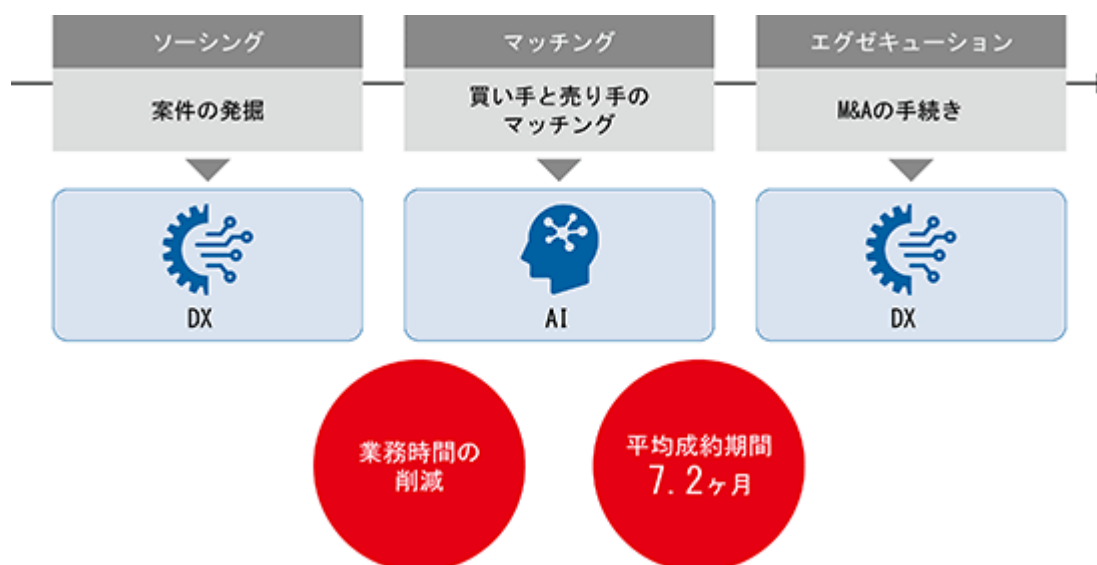 ソーシング
マッチング
エグゼキューション
案件の発掘
買い手と売り手の
マッチング
M&Aの手続き
DX
AI
DX
業務時間の
削減
平均成約期間
7.2ヶ月